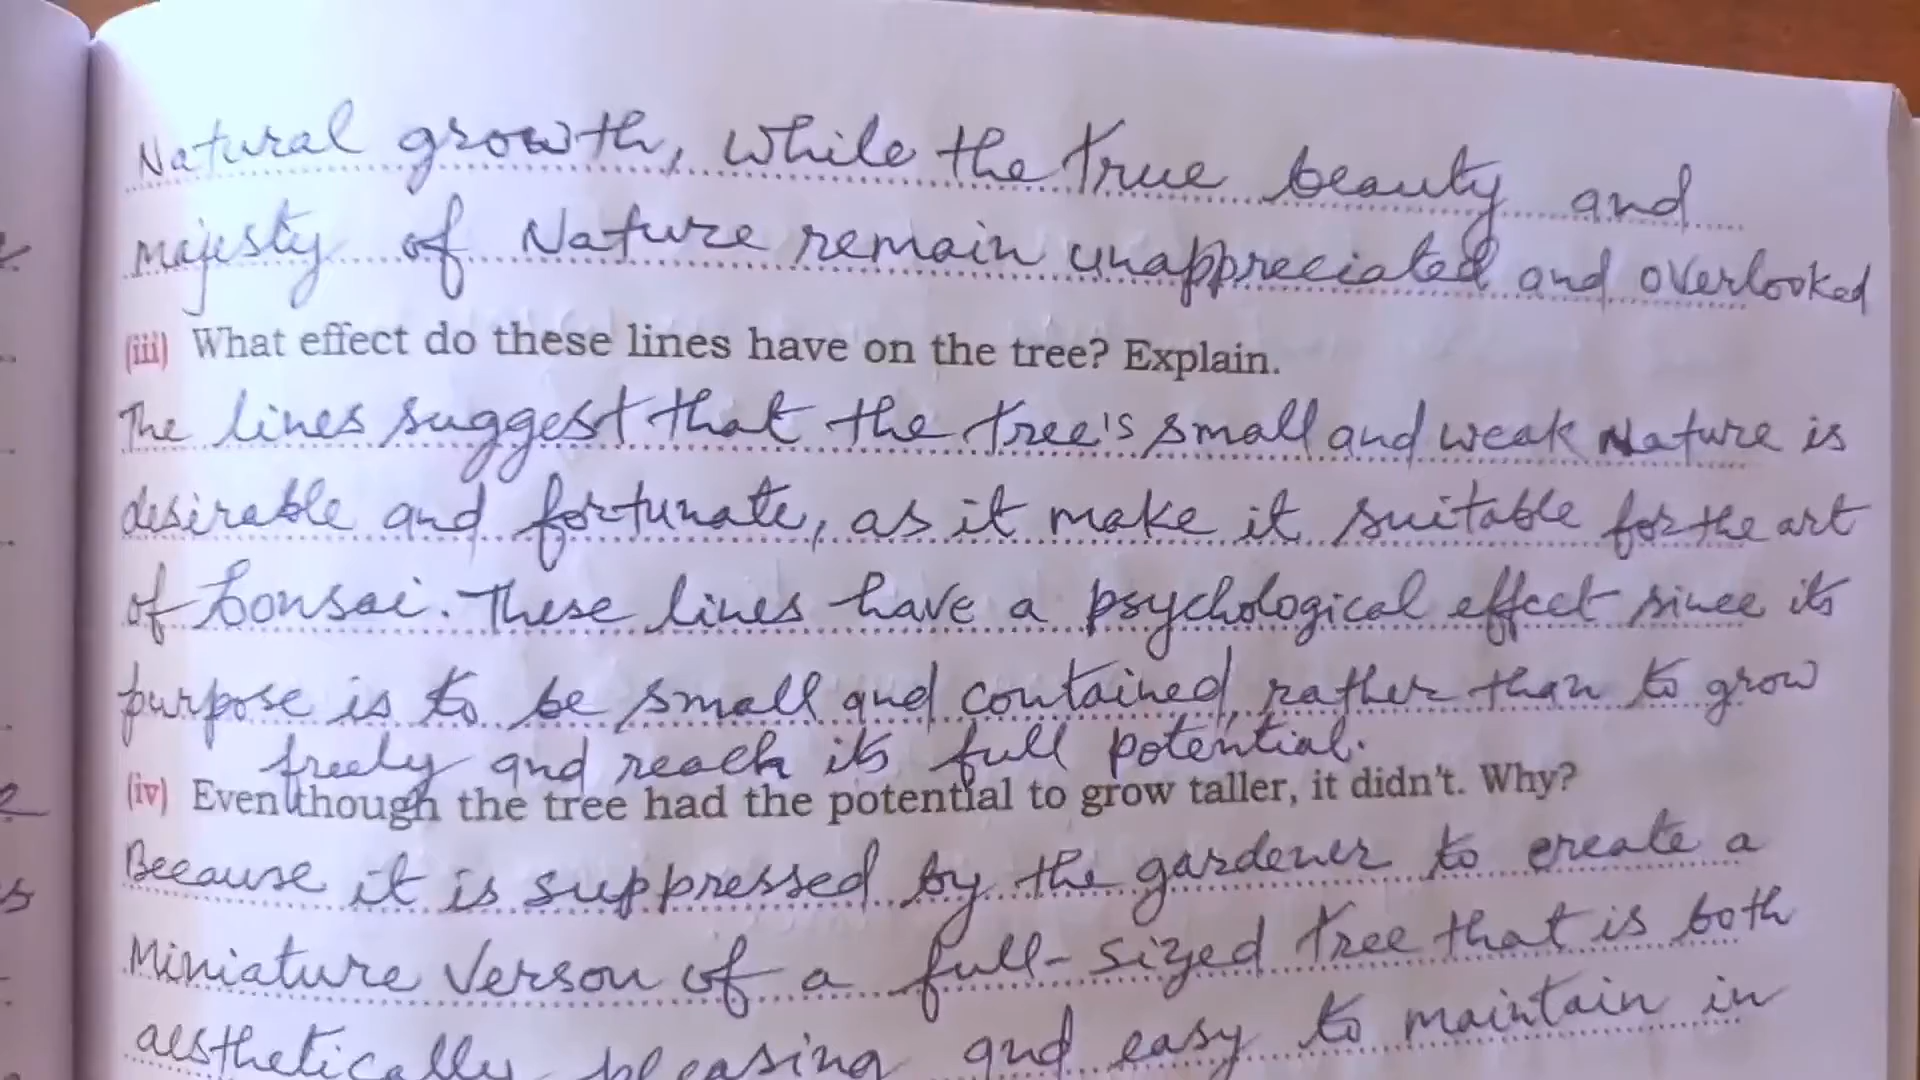 Natural growth, while the true beauty and
majesty of Nature remain unappreciated and overlooked
(iii) What effect do these lines have on the tree? Explain.
The lines suggest that the tree's small and weak Nature is
desirable and fortunate, as it make it suitable for the art
of bonsai. These lines have a psychological effect since its
purpose is to be small and contained, rather than to grow
freely and reach its full potential.
(iv) Even though the tree had the potential to grow taller, it didn't. Why?
Because it is suppressed by the gardener to create a
Miniature Verson of a full-sized tree that is both
aesthetically pleasing and easy to maintain in